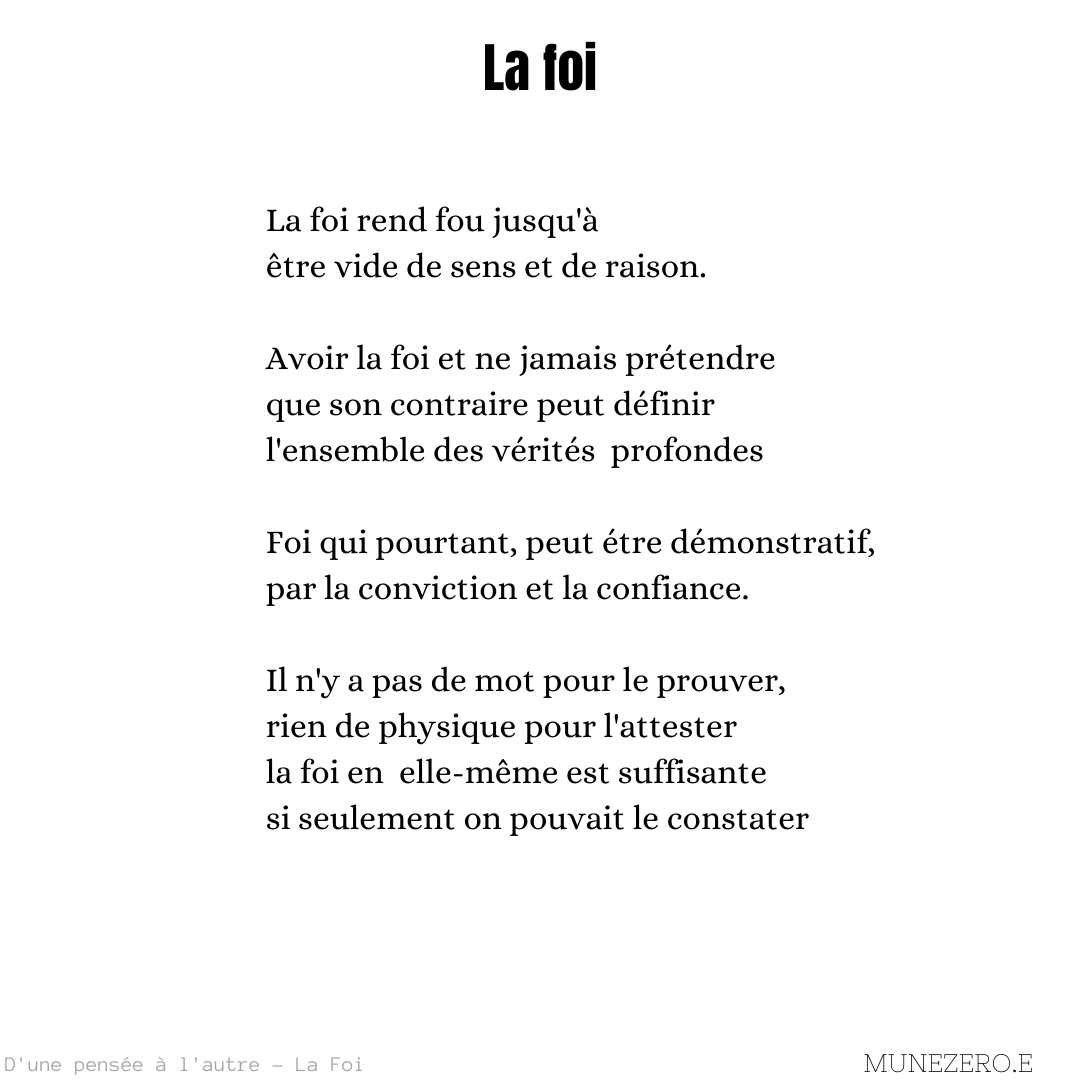 La foi
La foi rend fou jusqu'à
être vide de sens et de raison.
Avoir la foi et ne jamais prétendre
que son contraire peut définir
l'ensemble des vérités  profondes
Foi qui pourtant, peut étre démonstratif,
par la conviction et la confiance.
Il n'y a pas de mot pour le prouver,
rien de physique pour l'attester
la foi en  elle-même est suffisante
si seulement on pouvait le constater
D'une pensée à l'autre – La Foi
MUNEZERO.E